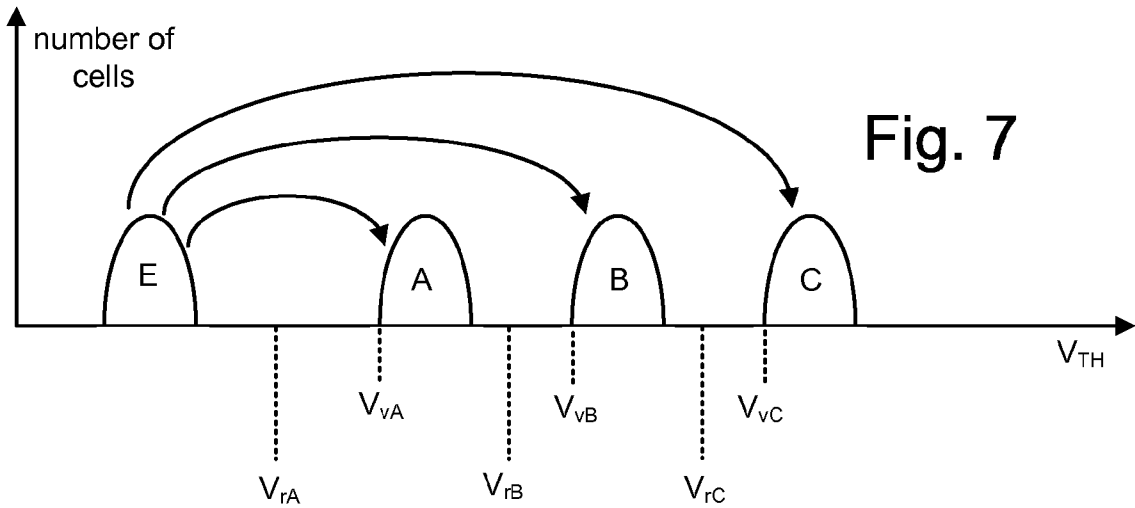 number of
cells
Fig. 7
E
A
B
C
V_TH
V_vA
V_vB
V_vC
V_rA
V_rB
V_rC